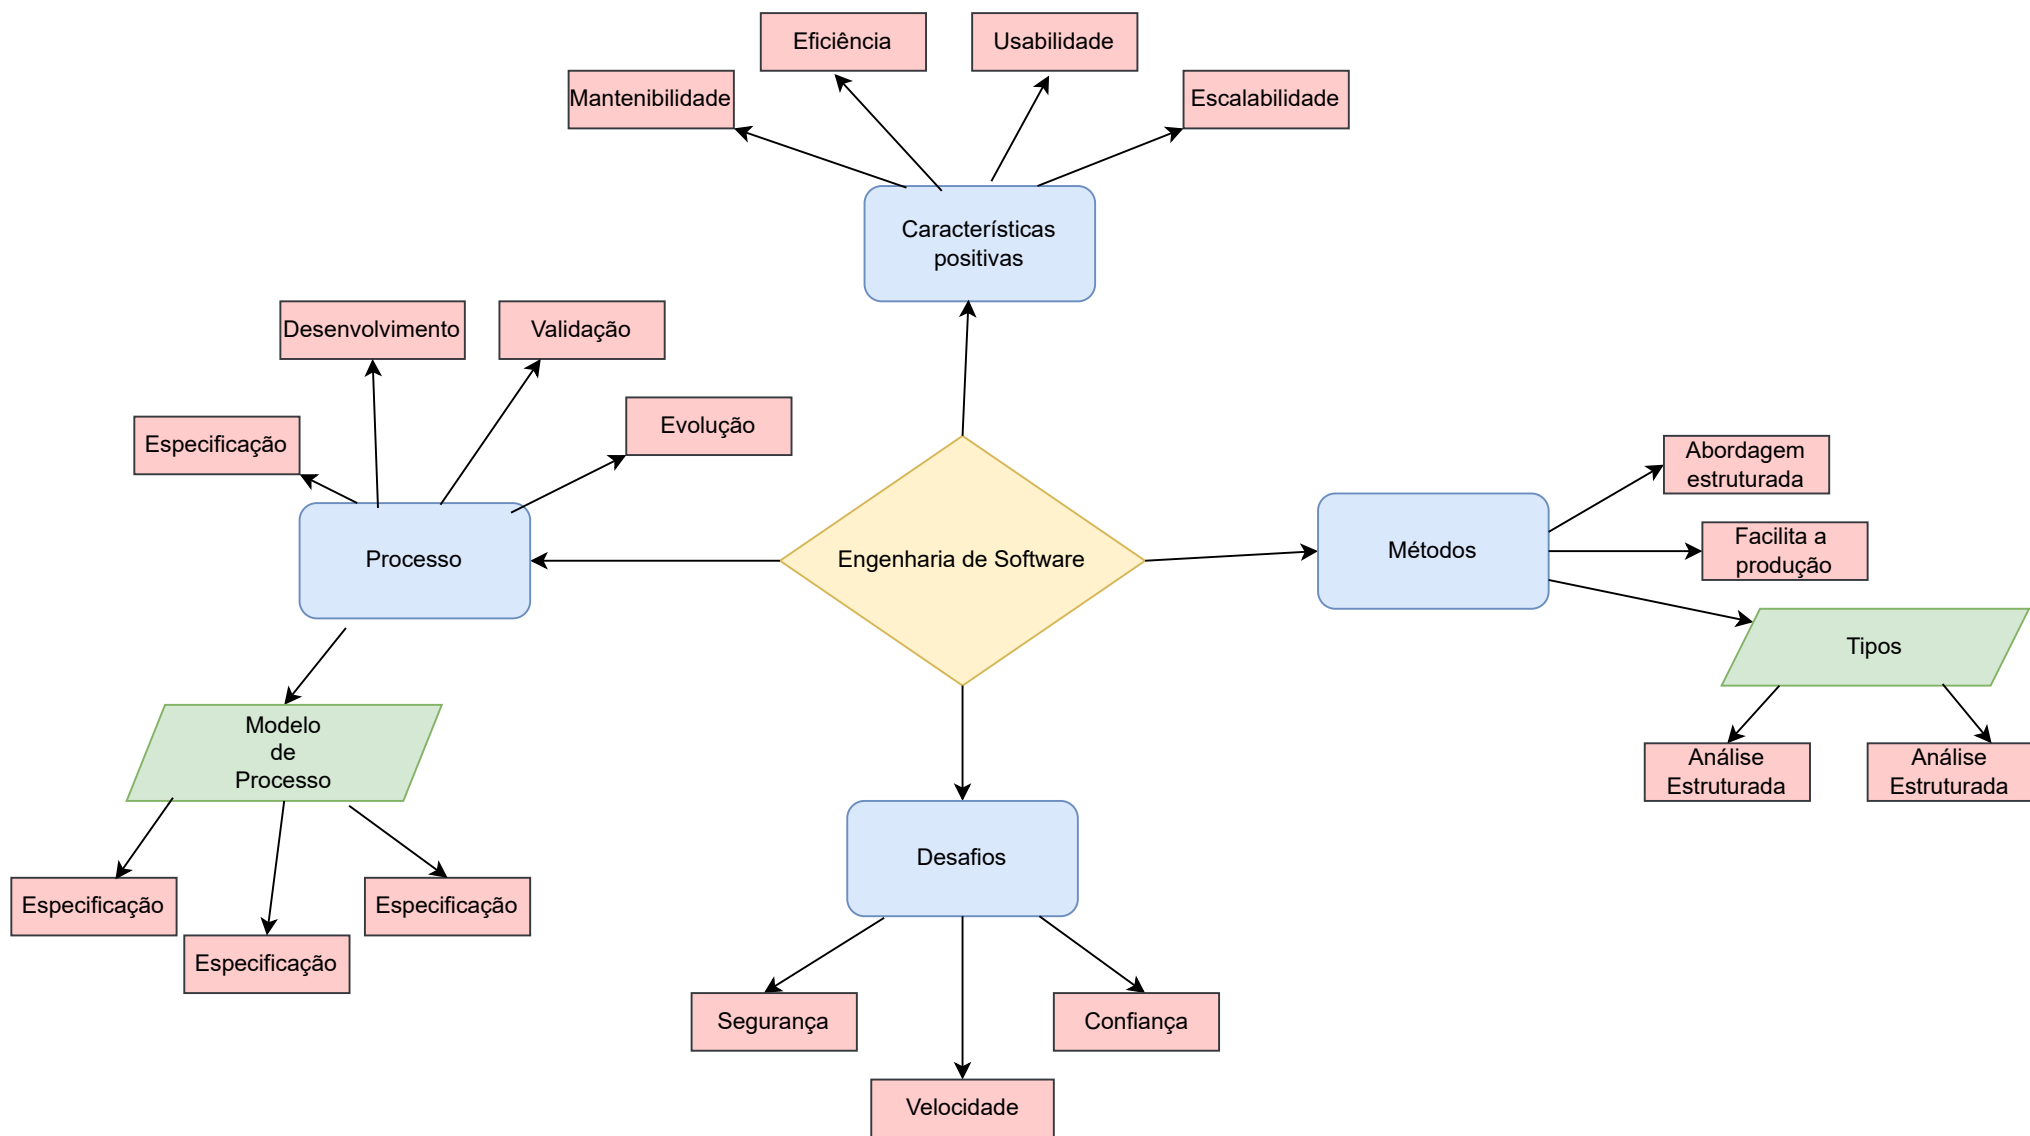 Eficiência
Usabilidade
Mantenibilidade
Escalabilidade
Características
positivas
Desenvolvimento
Validação
Especificação
Evolução
Processo
Engenharia de Software
Métodos
Abordagem
estruturada
Facilita a
produção
Tipos
Análise
Estruturada
Análise
Estruturada
Modelo
de
Processo
Especificação
Especificação
Especificação
Desafios
Segurança
Confiança
Velocidade